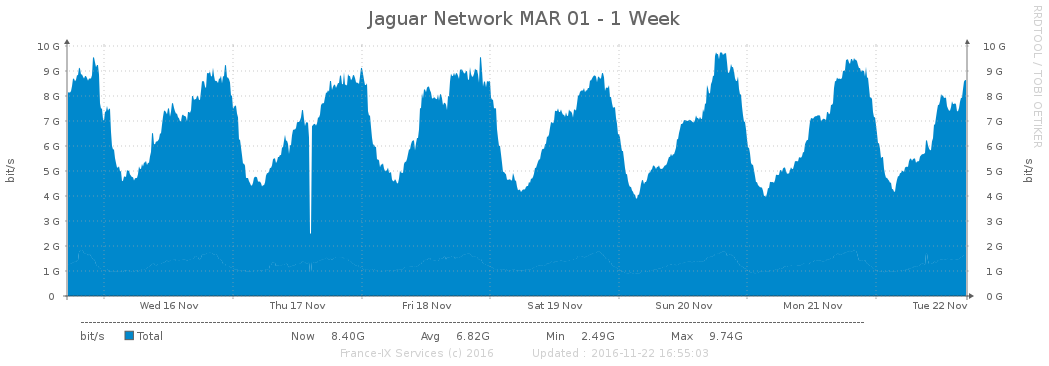 Jaguar Network MAR 01 - 1 Week
RRDTOOL / TOBI OETIKER
bit/s
10 G
9 G
8 G
7 G
6 G
5 G
4 G
3 G
2 G
1 G
0
10 G
9 G
8 G
7 G
6 G
5 G
4 G
3 G
2 G
1 G
0 G
bit/s
Wed 16 Nov Thu 17 Nov Fri 18 Nov Sat 19 Nov Sun 20 Nov Mon 21 Nov Tue 22 Nov
bit/s Total Now 8.40G Avg 6.82G Min 2.49G Max 9.74G
France-IX Services (c) 2016 Updated : 2016-11-22 16:55:03